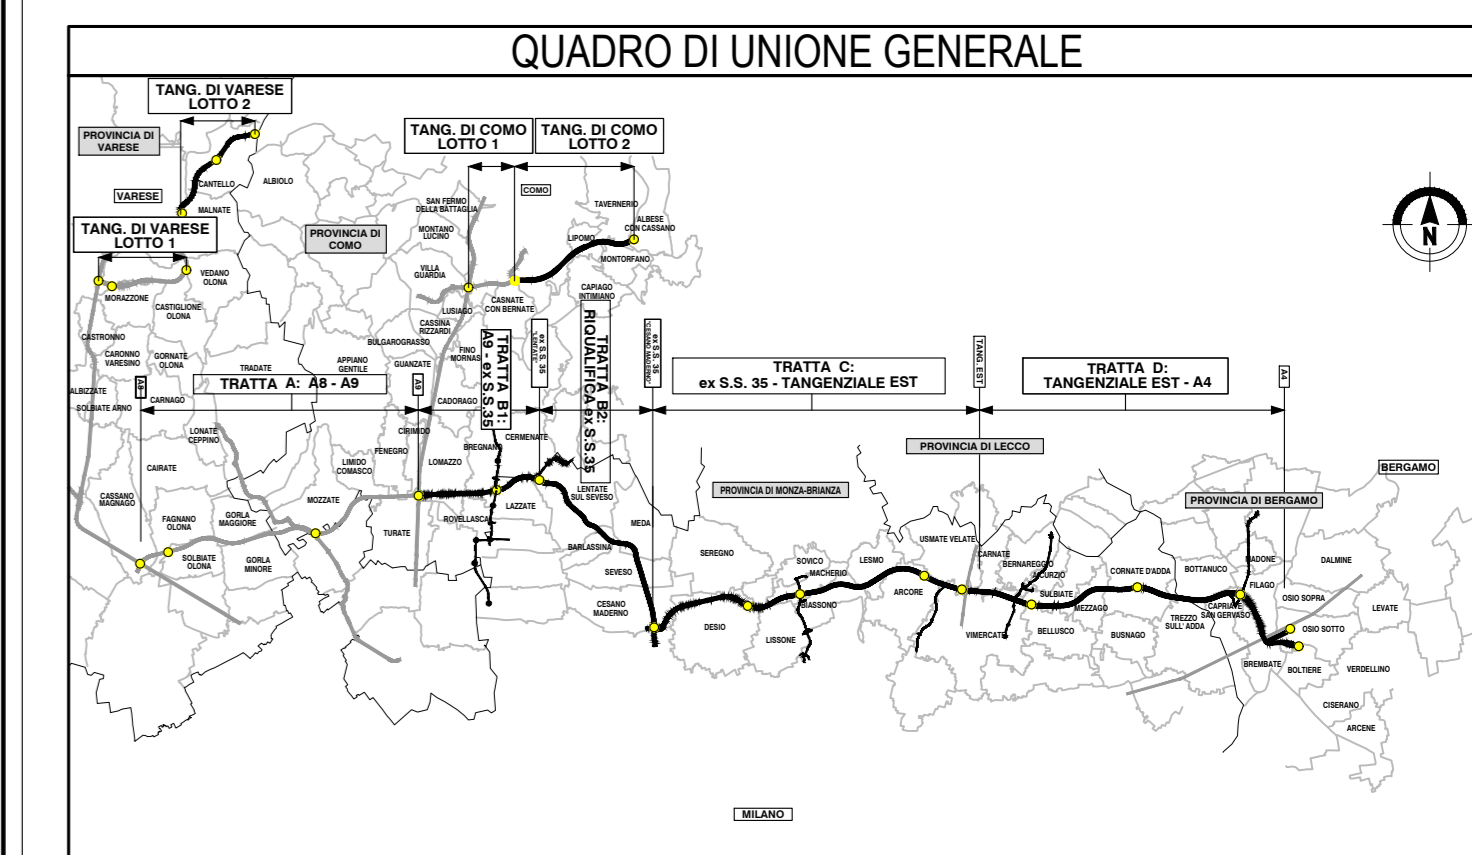 QUADRO DI UNIONE GENERALE
TANG. DI VARESE
LOTTO 2
PROVINCIA DI
VARESE
TANG. DI COMO
LOTTO 1
TANG. DI COMO
LOTTO 2
CANTELLO
ALBIOLO
VARESE
MALNATE
COMO
SAN FERMO
DELLA BATTAGLIA
TAVERNERIO
ALBESE
CON CASSANO
TANG. DI VARESE
LOTTO 1
PROVINCIA DI
COMO
MONTANO
LUCINO
LIPOMO
MONTORFANO
N
VEDANO
OLONA
VILLA
GUARDIA
MORAZZONE
CASTIGLIONE
OLONA
CAPIAGO
INTIMIANO
CASNATE
CON BERNATE
LUSIAGO
CASSINA
RIZZARDI
CASTRONNO
BULGAROGRASSO
CARONNO
VARESINO
GORNATE
OLONA
TRADATE
APPIANO
GENTILE
GUANZATE
FINO
MORNAS
TRATTA B1:
A9 - ex S.S.35
ex S.S. 35
"LENTATE"
TRATTA B2:
RIQUALIFICA ex S.S.35
ex S.S. 35
"CESANO MADERNO"
TRATTA C:
ex S.S. 35 - TANGENZIALE EST
TANG. EST
TRATTA D:
TANGENZIALE EST - A4
A4
ALBIZZATE
A8
TRATTA A: A8 - A9
A9
SOLBIATE ARNO
CARNAGO
CADORAGO
LONATE
CEPPINO
CIRIMIDO
CERMENATE
FENEGRO
BREGNANO
PROVINCIA DI LECCO
CAIRATE
LIMIDO
COMASCO
LOMAZZO
BERGAMO
CASSANO
MAGNAGO
MOZZATE
LENTATE
SUL SEVESO
PROVINCIA DI MONZA-BRIANZA
PROVINCIA DI BERGAMO
FAGNANO
OLONA
GORLA
MAGGIORE
TURATE
ROVELLASCA
LAZZATE
MEDA
SOLBIATE
OLONA
GORLA
MINORE
BARLASSINA
SEREGNO
SOVICO
MACHERIO
LESMO
USMATE VELATE
CARNATE
BERNAREGGIO
CORNATE D'ADDA
BOTTANUCO
MADONE
DALMINE
SEVESO
FILAGO
CESANO
MADERNO
BIASSONO
ARCORE
SULBIATE
MEZZAGO
CAPRIATE
SAN GERVASO
OSIO SOPRA
LEVATE
DESIO
LISSONE
VIMERCATE
BELLUSCO
BUSNAGO
TREZZO
SULL' ADDA
OSIO SOTTO
BREMBATE
BOLTIERE
VERDELLINO
CISERANO
ARCENE
MILANO